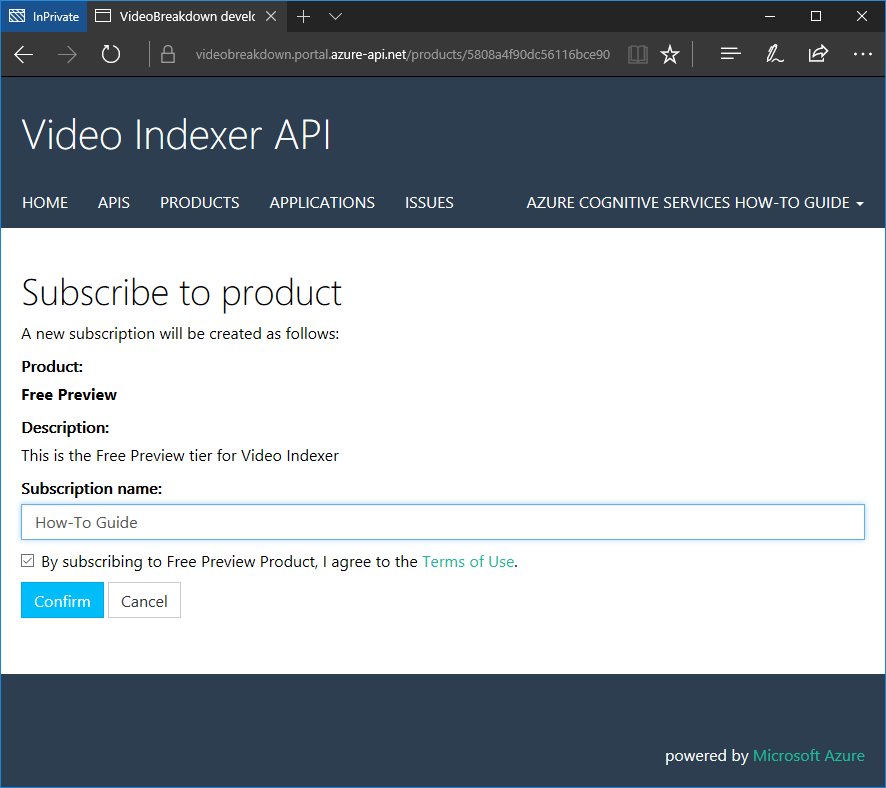 InPrivate
VideoBreakdown develo
videobreakdown.portal.azure-api.net/products/5808a4f90dc56116bce90
Video Indexer API
HOME APIS PRODUCTS APPLICATIONS ISSUES AZURE COGNITIVE SERVICES HOW-TO GUIDE
Subscribe to product
A new subscription will be created as follows:
Product:
Free Preview
Description:
This is the Free Preview tier for Video Indexer
Subscription name:
How-To Guide
By subscribing to Free Preview Product, I agree to the Terms of Use.
Confirm Cancel
powered by Microsoft Azure